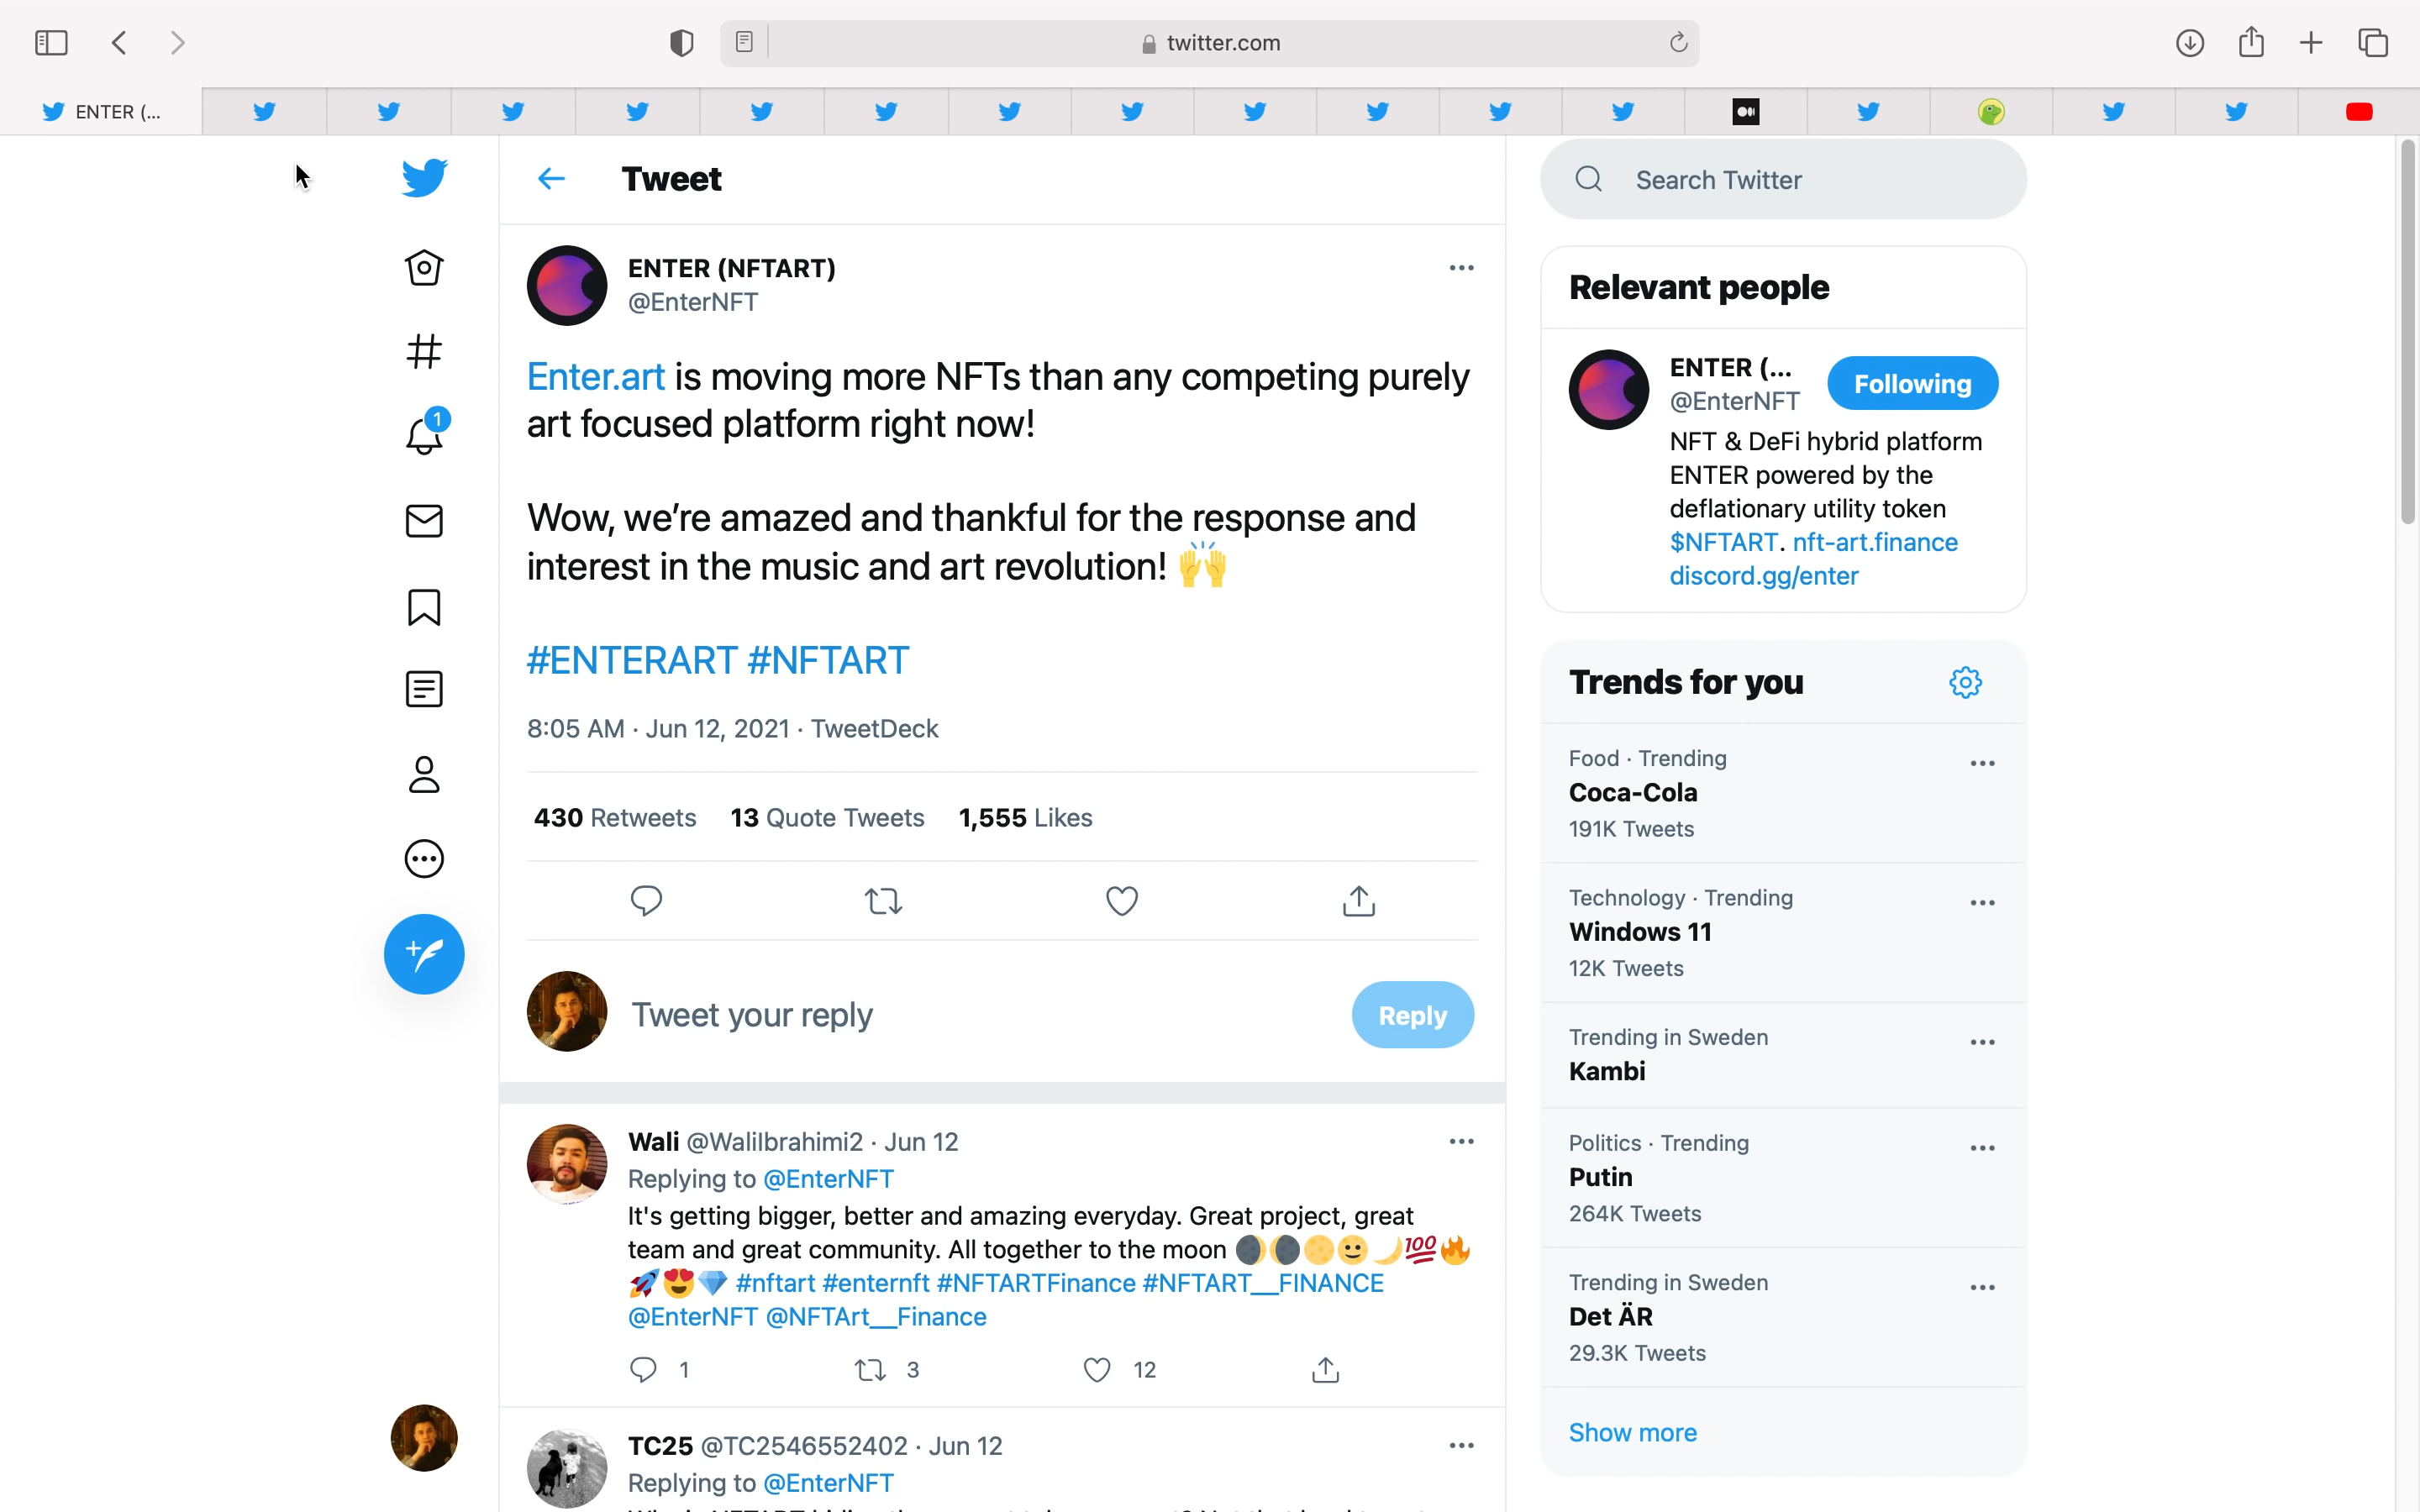 twitter.com
ENTER (...
Tweet
Search Twitter
ENTER (NFTART)
@EnterNFT
Enter.art is moving more NFTs than any competing purely
art focused platform right now!
Wow, we're amazed and thankful for the response and
interest in the music and art revolution! 🙌
#ENTERART #NFTART
8:05 AM · Jun 12, 2021 · TweetDeck
430 Retweets 13 Quote Tweets 1,555 Likes
Tweet your reply
Reply
Wali @WaliIbrahimi2 · Jun 12
Replying to @EnterNFT
It's getting bigger, better and amazing everyday. Great project, great
team and great community. All together to the moon 🌒🌘🌕🙂🌙💯🔥
🚀😍💎 #nftart #enternft #NFTARTFinance #NFTART__FINANCE
@EnterNFT @NFTArt__Finance
1 3 12
TC25 @TC2546552402 · Jun 12
Replying to @EnterNFT
1
Relevant people
ENTER (...
@EnterNFT
Following
NFT & DeFi hybrid platform
ENTER powered by the
deflationary utility token
$NFTART. nft-art.finance
discord.gg/enter
Trends for you
Food · Trending
Coca-Cola
191K Tweets
Technology · Trending
Windows 11
12K Tweets
Trending in Sweden
Kambi
Politics · Trending
Putin
264K Tweets
Trending in Sweden
Det ÄR
29.3K Tweets
Show more